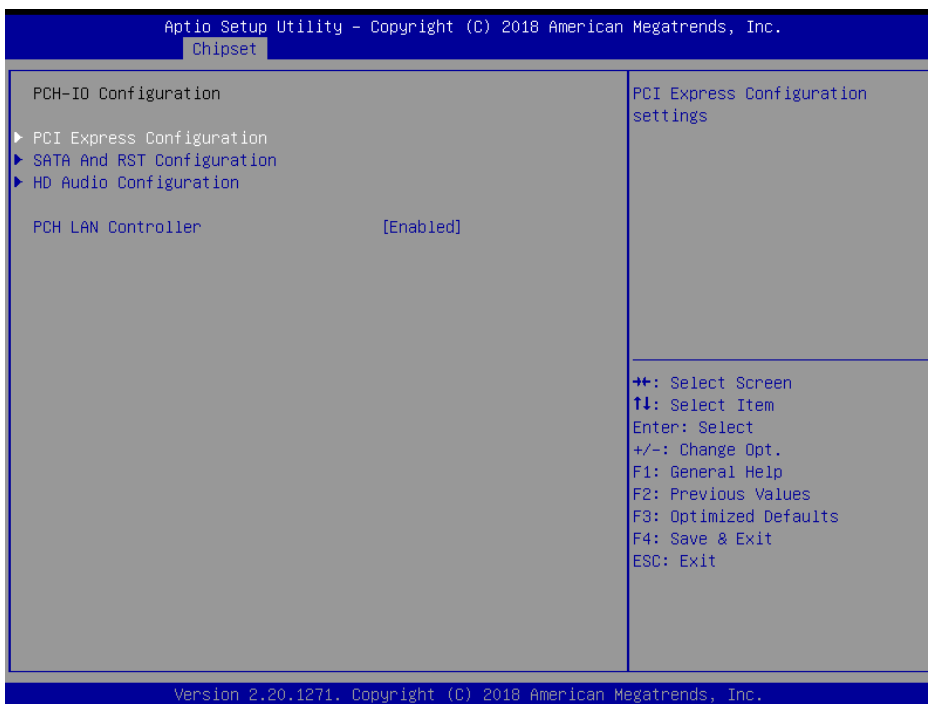 Aptio Setup Utility – Copyright (C) 2018 American Megatrends, Inc.
Chipset
PCH-IO Configuration
PCI Express Configuration
SATA And RST Configuration
HD Audio Configuration
PCH LAN Controller [Enabled]
PCI Express Configuration
settings
→←: Select Screen
↑↓: Select Item
Enter: Select
+/-: Change Opt.
F1: General Help
F2: Previous Values
F3: Optimized Defaults
F4: Save & Exit
ESC: Exit
Version 2.20.1271. Copyright (C) 2018 American Megatrends, Inc.